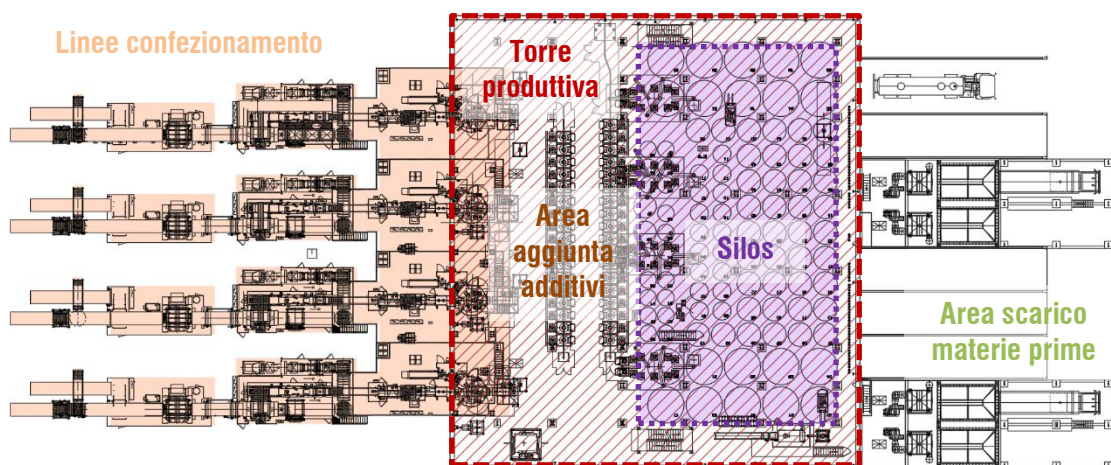 Linee confezionamento
Torre
produttiva
Area
aggiunta
additivi
Silos
Area scarico
materie prime